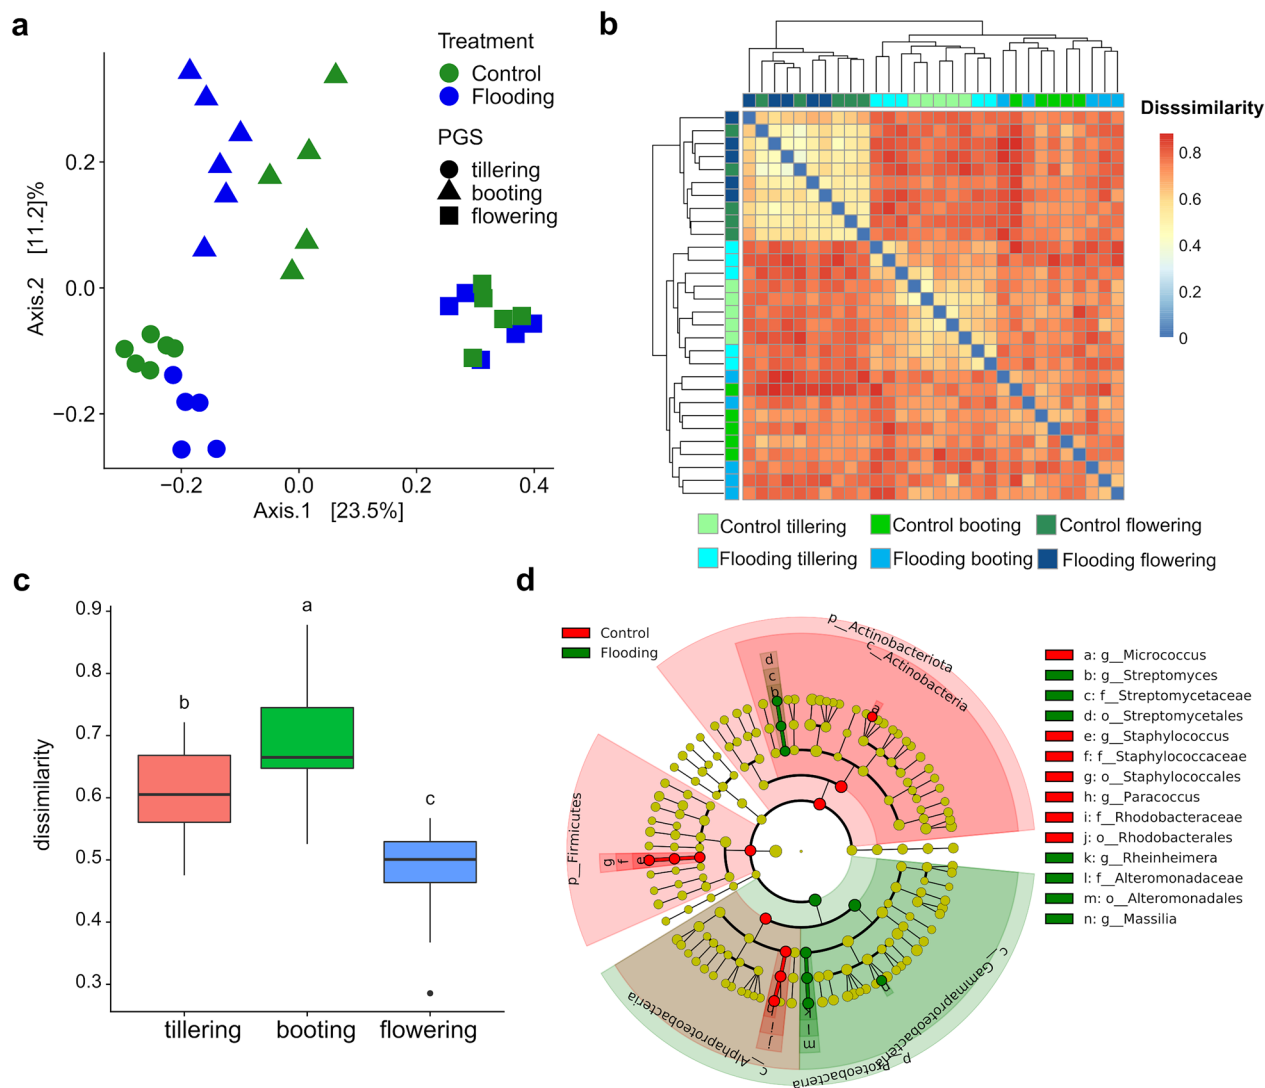 a
Treatment
Control
Flooding
PGS
tillering
booting
flowering
0.2
0.0
−0.2
Axis.2 [11.2]%
−0.2
0.0
0.2
0.4
Axis.1 [23.5%]
b
Disssimilarity
0.8
0.6
0.4
0.2
0
Control tillering
Control booting
Control flowering
Flooding tillering
Flooding booting
Flooding flowering
c
0.9
0.8
0.7
0.6
0.5
0.4
0.3
dissimilarity
b
a
c
tillering
booting
flowering
d
Control
Flooding
p__Actinobacteriota
c__Actinobacteria
d
c
b
a
p__Firmicutes
g
f
e
h
i
j
k
l
m
n
c__Alphaproteobacteria
p__Proteobacteria
c__Gammaproteobacteria
a: g__Micrococcus
b: g__Streptomyces
c: f__Streptomycetaceae
d: o__Streptomycetales
e: g__Staphylococcus
f: f__Staphylococcaceae
g: o__Staphylococcales
h: g__Paracoccus
i: f__Rhodobacteraceae
j: o__Rhodobacterales
k: g__Rheinheimera
l: f__Alteromonadaceae
m: o__Alteromonadales
n: g__Massilia